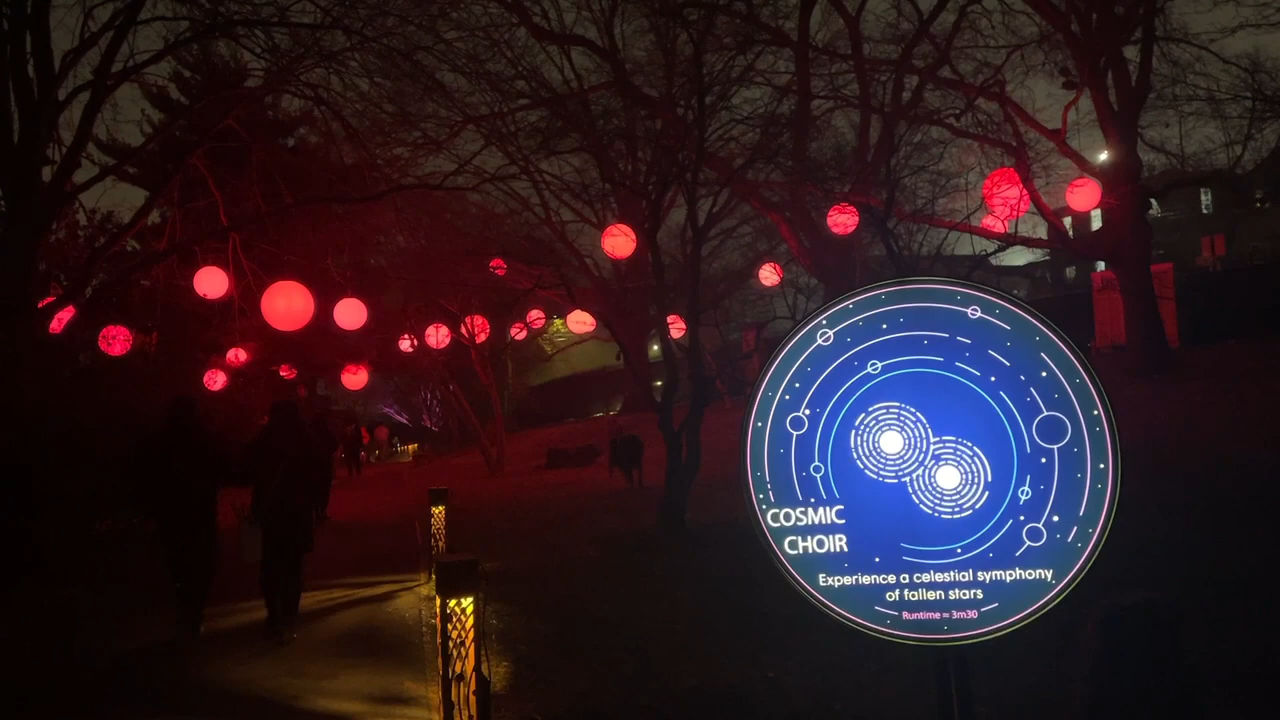 COSMIC
CHOIR
Experience a celestial symphony
of fallen stars
Runtime = 3m30